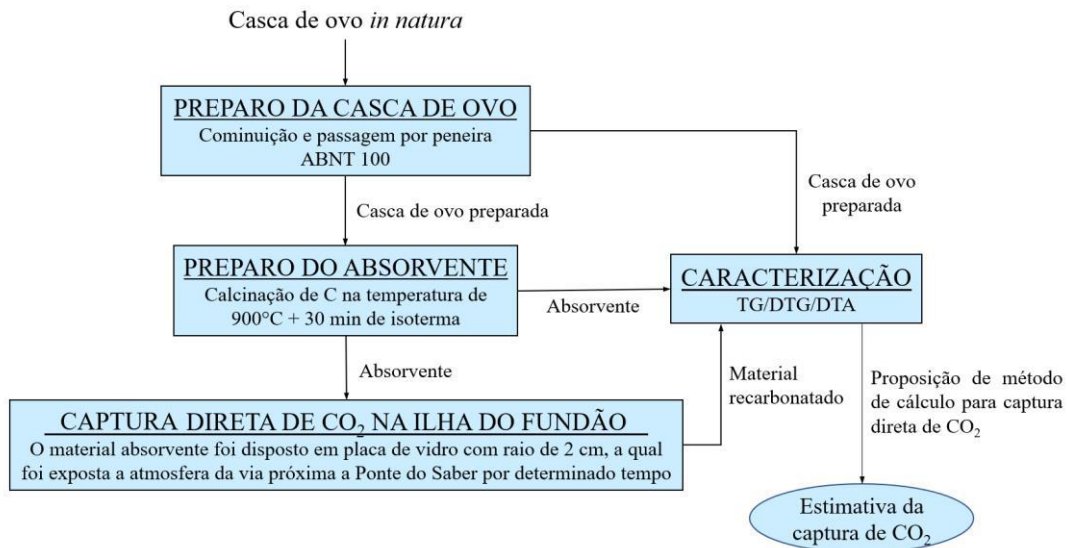 Casca de ovo in natura
PREPARO DA CASCA DE OVO
Cominuição e passagem por peneira
ABNT 100
Casca de ovo preparada
Casca de ovo
preparada
PREPARO DO ABSORVENTE
Calcinação de C na temperatura de
900°C + 30 min de isoterma
Absorvente
CARACTERIZAÇÃO
TG/DTG/DTA
Absorvente
Material
recarbonatado
Proposição de método
de cálculo para captura
direta de CO₂
CAPTURA DIRETA DE CO₂ NA ILHA DO FUNDÃO
O material absorvente foi disposto em placa de vidro com raio de 2 cm, a qual
foi exposta a atmosfera da via próxima a Ponte do Saber por determinado tempo
Estimativa da
captura de CO₂